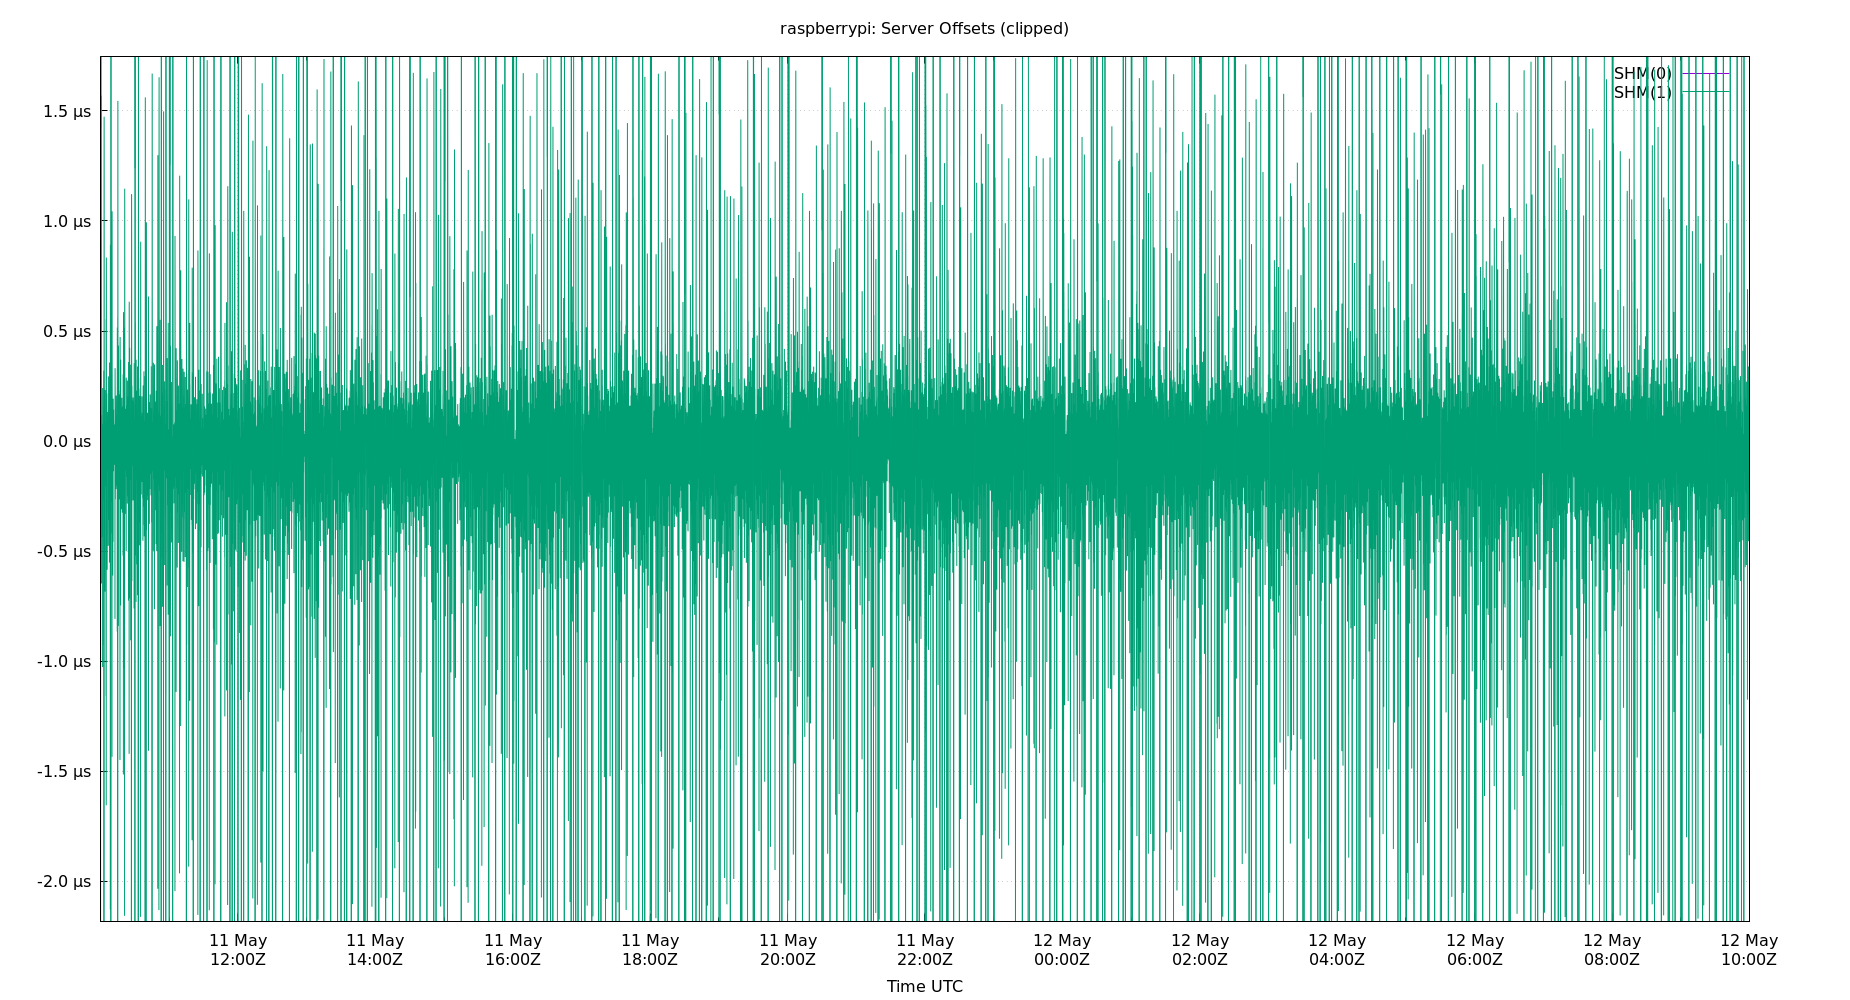 raspberrypi: Server Offsets (clipped)
SHM(0)
SHM(1)
1.5 µs
1.0 µs
0.5 µs
0.0 µs
-0.5 µs
-1.0 µs
-1.5 µs
-2.0 µs
11 May 11 May 11 May 11 May 11 May 11 May 12 May 12 May 12 May 12 May 12 May 12 May
12:00Z 14:00Z 16:00Z 18:00Z 20:00Z 22:00Z 00:00Z 02:00Z 04:00Z 06:00Z 08:00Z 10:00Z
Time UTC